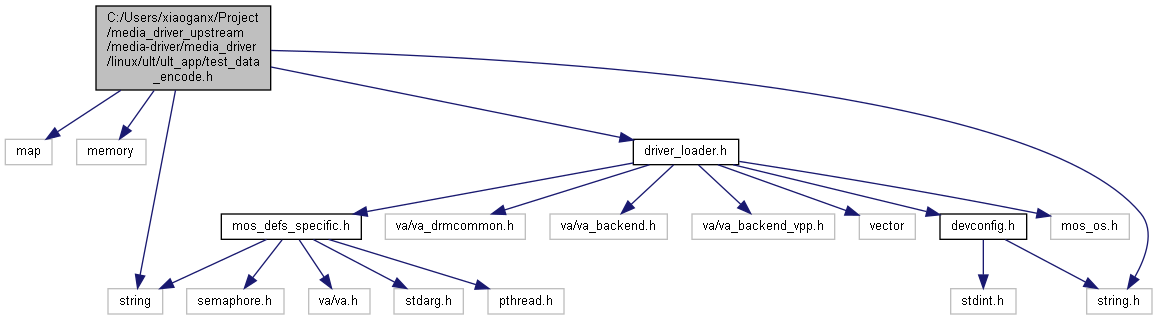 C:/Users/xiaoganx/Project
/media_driver_upstream
/media-driver/media_driver
/linux/ult/ult_app/test_data
_encode.h
map
memory
driver_loader.h
mos_defs_specific.h
va/va_drmcommon.h
va/va_backend.h
va/va_backend_vpp.h
vector
devconfig.h
mos_os.h
string
semaphore.h
va/va.h
stdarg.h
pthread.h
stdint.h
string.h